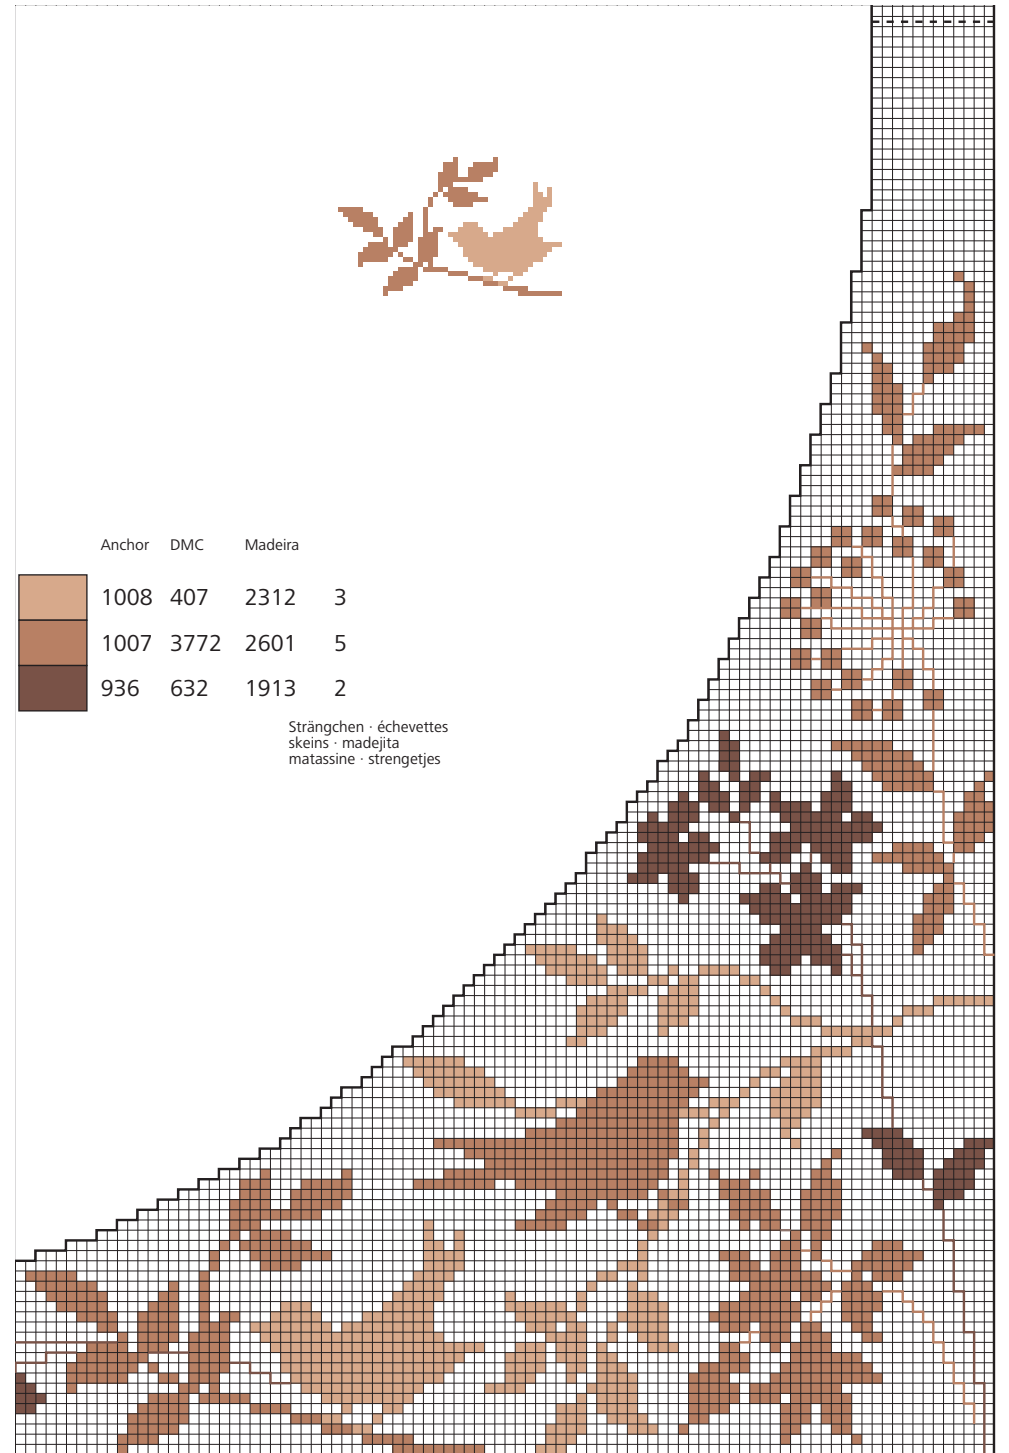 Anchor DMC Madeira
1008 407 2312 3
1007 3772 2601 5
936 632 1913 2
Strängchen · échevettes
skeins · madejita
matassine · strengetjes